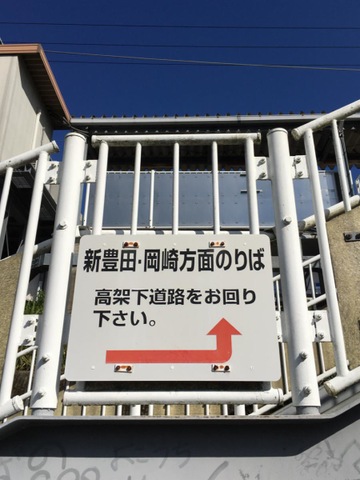 新豊田・岡崎方面のりば
高架下道路をお回り
下さい。